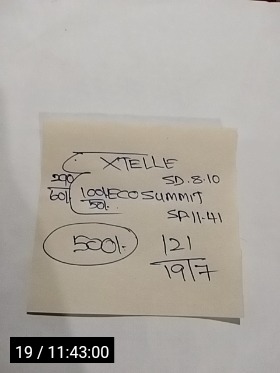 XTELLE
SD.8.10
200
60/-
100/- ECO SUMMIT
50/-
SP.11-41
500/-
121
19/7
19 / 11:43:00